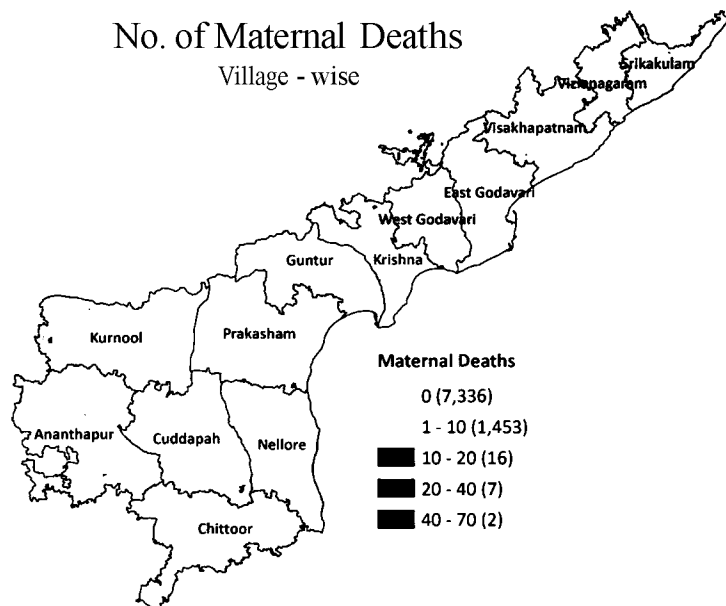 No. of Maternal Deaths
Village - wise
Srikakulam
Vizianagaram
Visakhapatnam
East Godavari
West Godavari
Krishna
Guntur
Prakasham
Kurnool
Ananthapur
Cuddapah
Nellore
Chittoor
Maternal Deaths
0 (7,336)
1 - 10 (1,453)
10 - 20 (16)
20 - 40 (7)
40 - 70 (2)